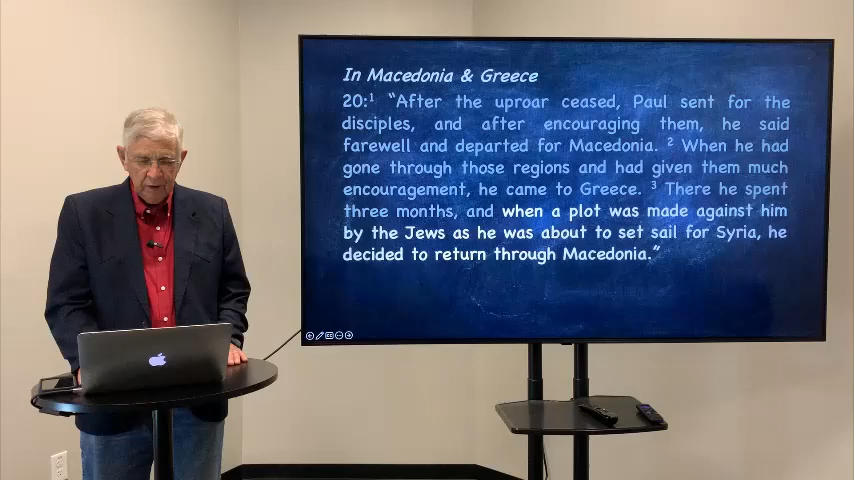 In Macedonia & Greece
20:¹ “After the uproar ceased, Paul sent for the
disciples, and after encouraging them, he said
farewell and departed for Macedonia. ² When he had
gone through those regions and had given them much
encouragement, he came to Greece. ³ There he spent
three months, and when a plot was made against him
by the Jews as he was about to set sail for Syria, he
decided to return through Macedonia.”